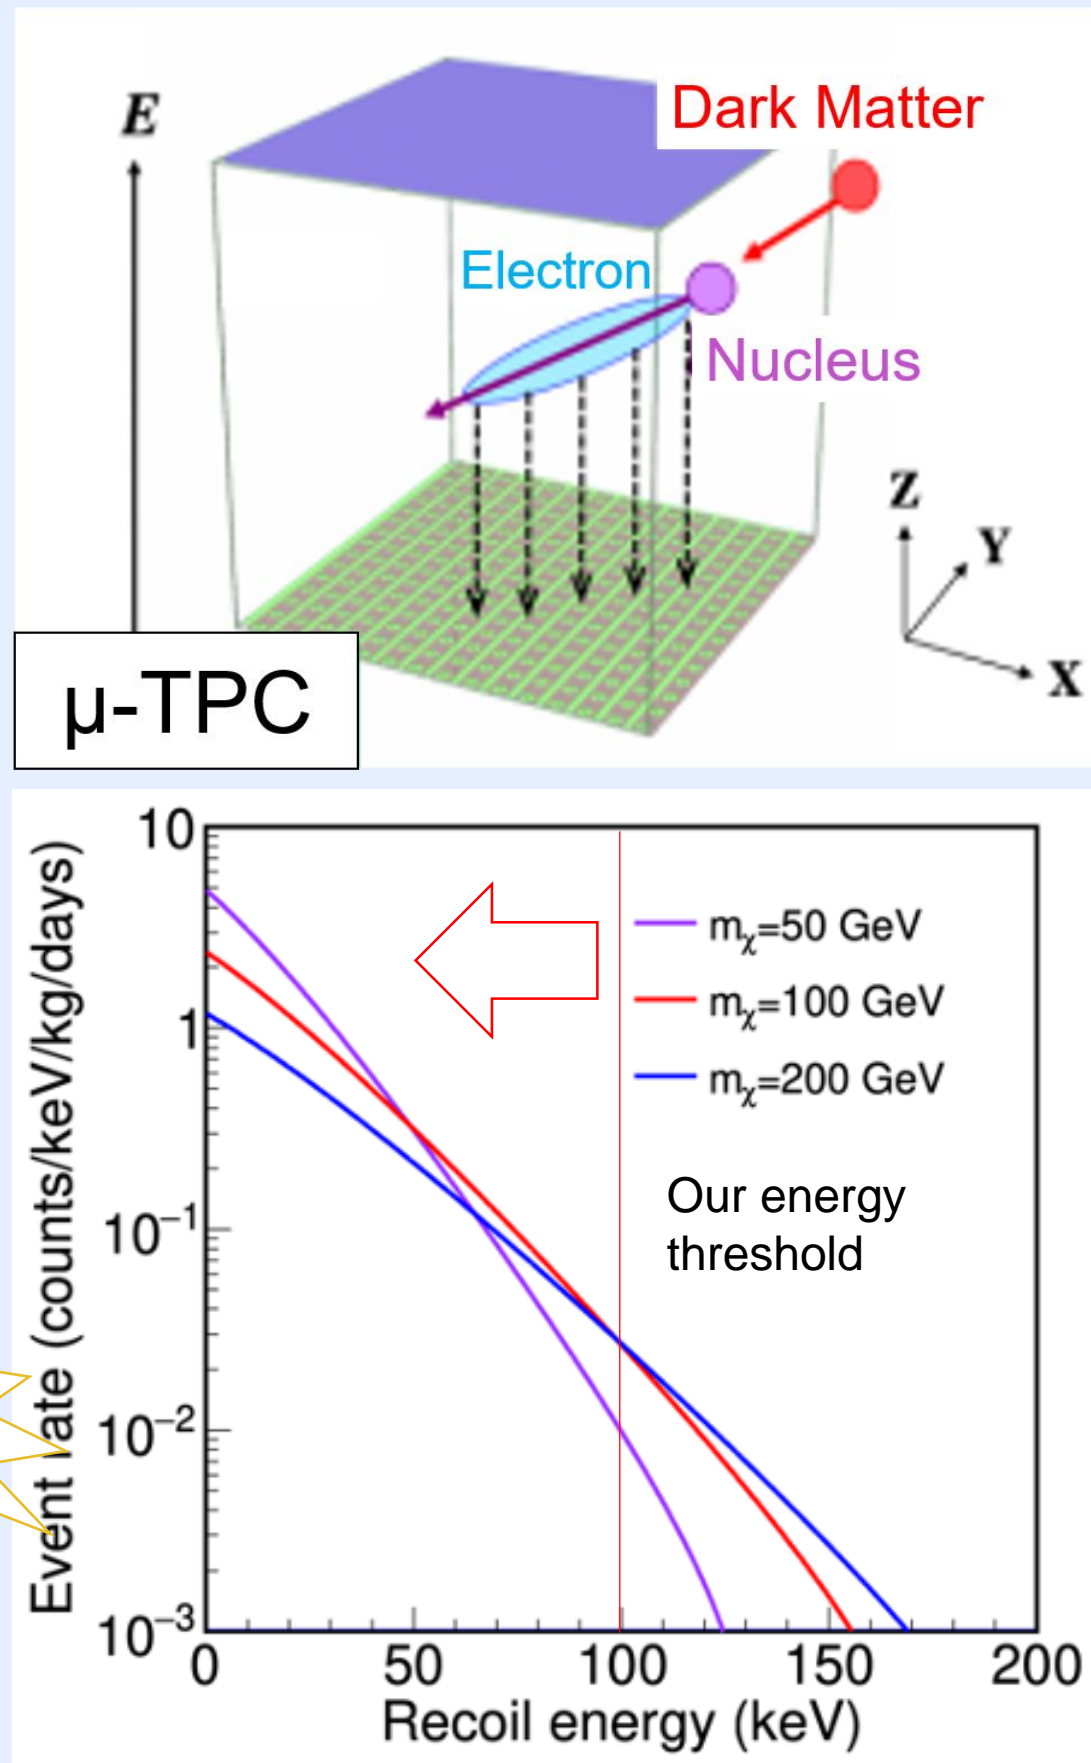 E
Dark Matter
Electron
Nucleus
Z
Y
X
μ-TPC
Event rate (counts/keV/kg/days)
10
1
10⁻¹
10⁻²
10⁻³
mχ=50 GeV
mχ=100 GeV
mχ=200 GeV
Our energy
threshold
0 50 100 150 200
Recoil energy (keV)